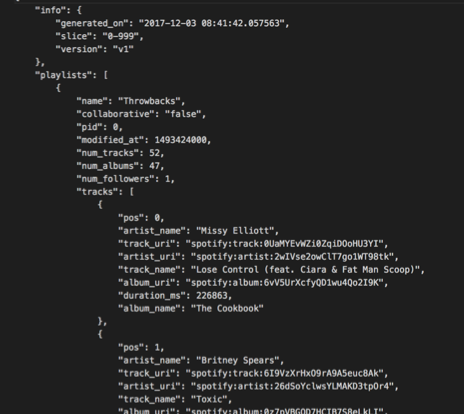 "info": {
"generated_on": "2017-12-03 08:41:42.057563",
"slice": "0-999",
"version": "v1"
},
"playlists": [
{
"name": "Throwbacks",
"collaborative": "false",
"pid": 0,
"modified_at": 1493424000,
"num_tracks": 52,
"num_albums": 47,
"num_followers": 1,
"tracks": [
{
"pos": 0,
"artist_name": "Missy Elliott",
"track_uri": "spotify:track:0UaMYEvWZi0ZqiDOoHU3YI",
"artist_uri": "spotify:artist:2wIVse2owClT7go1WT98tk",
"track_name": "Lose Control (feat. Ciara & Fat Man Scoop)",
"album_uri": "spotify:album:6vV5UrXcfyQD1wu4Qo2I9K",
"duration_ms": 226863,
"album_name": "The Cookbook"
},
{
"pos": 1,
"artist_name": "Britney Spears",
"track_uri": "spotify:track:6I9VzXrHxO9rA9A5euc8Ak",
"artist_uri": "spotify:artist:26dSoYclwsYLMAKD3tpOr4",
"track_name": "Toxic",
"album_uri": "spotify:album:0z7pVBGOD7HCIB7S8eLkLI",